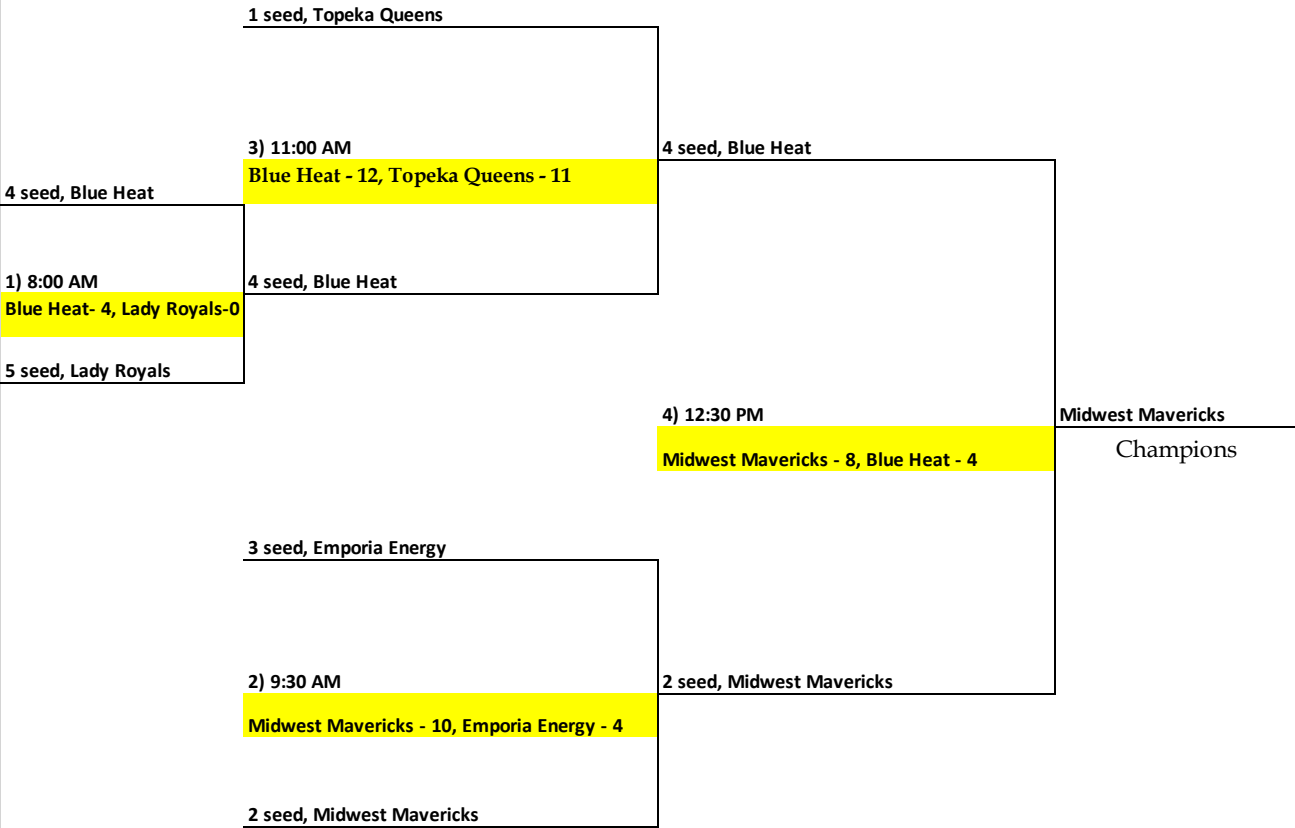 1 seed, Topeka Queens
3) 11:00 AM
4 seed, Blue Heat
Blue Heat - 12, Topeka Queens - 11
4 seed, Blue Heat
1) 8:00 AM
4 seed, Blue Heat
Blue Heat- 4, Lady Royals-0
5 seed, Lady Royals
4) 12:30 PM
Midwest Mavericks
Champions
Midwest Mavericks - 8, Blue Heat - 4
3 seed, Emporia Energy
2) 9:30 AM
2 seed, Midwest Mavericks
Midwest Mavericks - 10, Emporia Energy - 4
2 seed, Midwest Mavericks